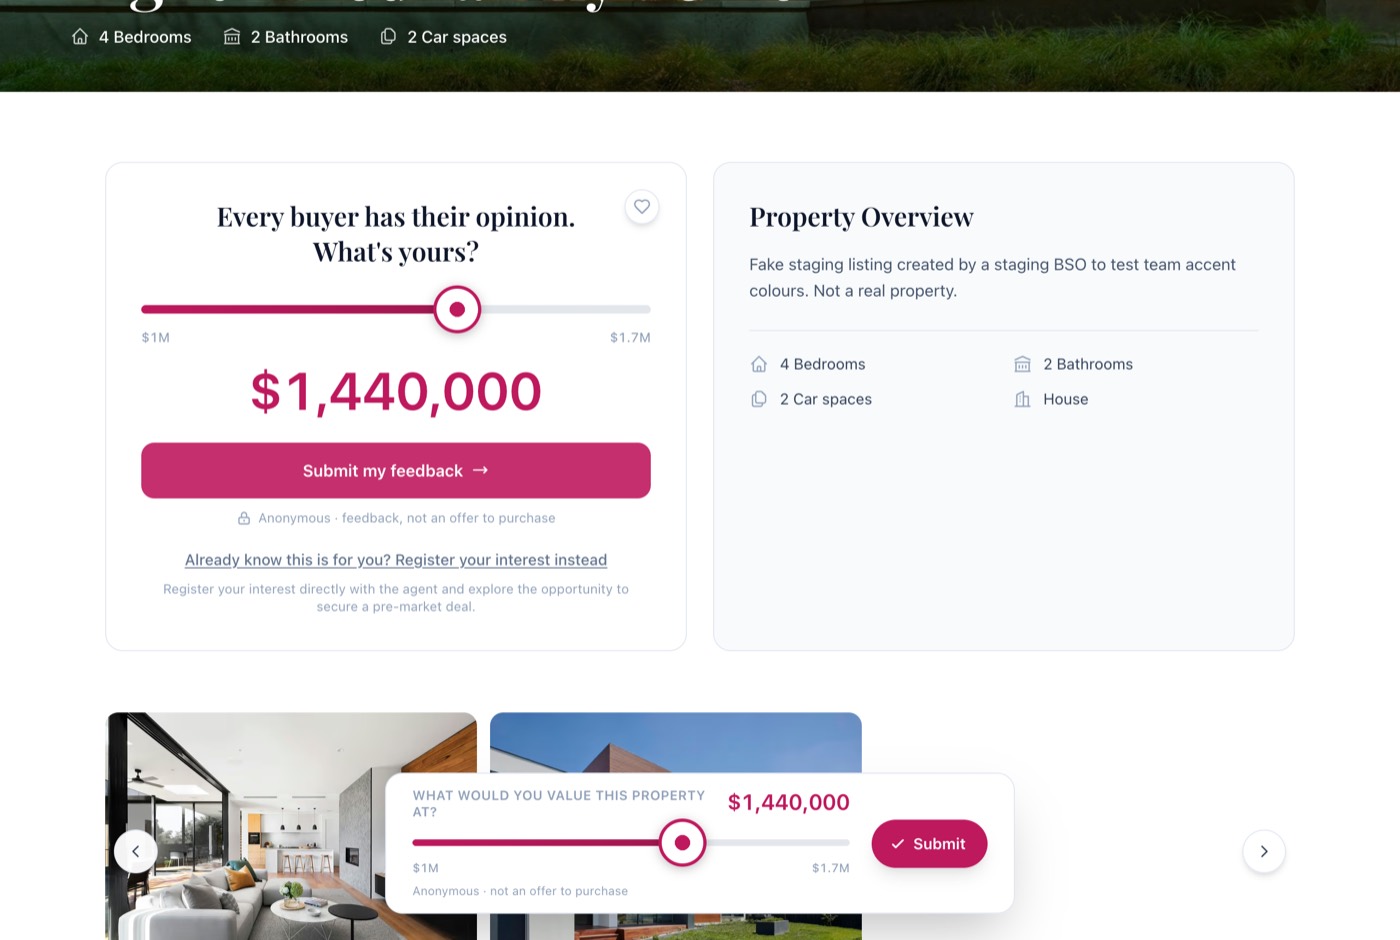 4 Bedrooms
2 Bathrooms
2 Car spaces
Every buyer has their opinion.
What's yours?
$1M
$1.7M
$1,440,000
Submit my feedback →
Anonymous · feedback, not an offer to purchase
Already know this is for you? Register your interest instead
Register your interest directly with the agent and explore the opportunity to
secure a pre-market deal.
Property Overview
Fake staging listing created by a staging BSO to test team accent
colours. Not a real property.
4 Bedrooms
2 Bathrooms
2 Car spaces
House
WHAT WOULD YOU VALUE THIS PROPERTY
AT?
$1,440,000
$1M
$1.7M
Anonymous · not an offer to purchase
Submit